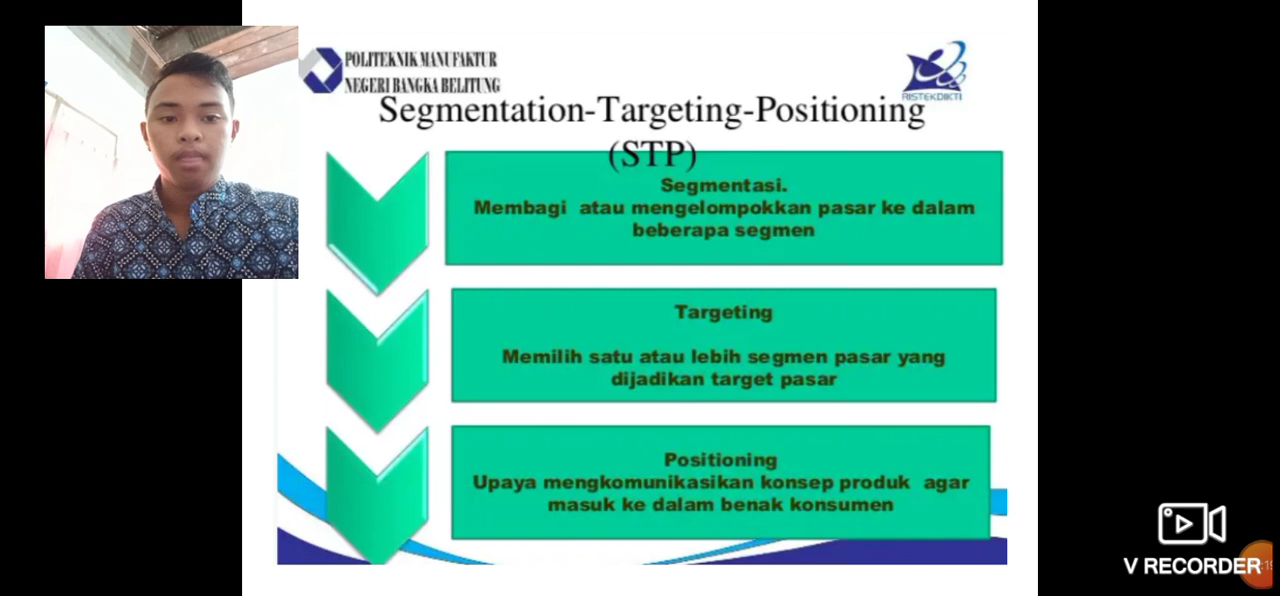 POLITEKNIK MANUFAKTUR
NEGERI BANGKA BELITUNG
RISTEKDIKTI
Segmentation-Targeting-Positioning
(STP)
Segmentasi.
Membagi atau mengelompokkan pasar ke dalam
beberapa segmen
Targeting
Memilih satu atau lebih segmen pasar yang
dijadikan target pasar
Positioning
Upaya mengkomunikasikan konsep produk agar
masuk ke dalam benak konsumen
V RECORDER